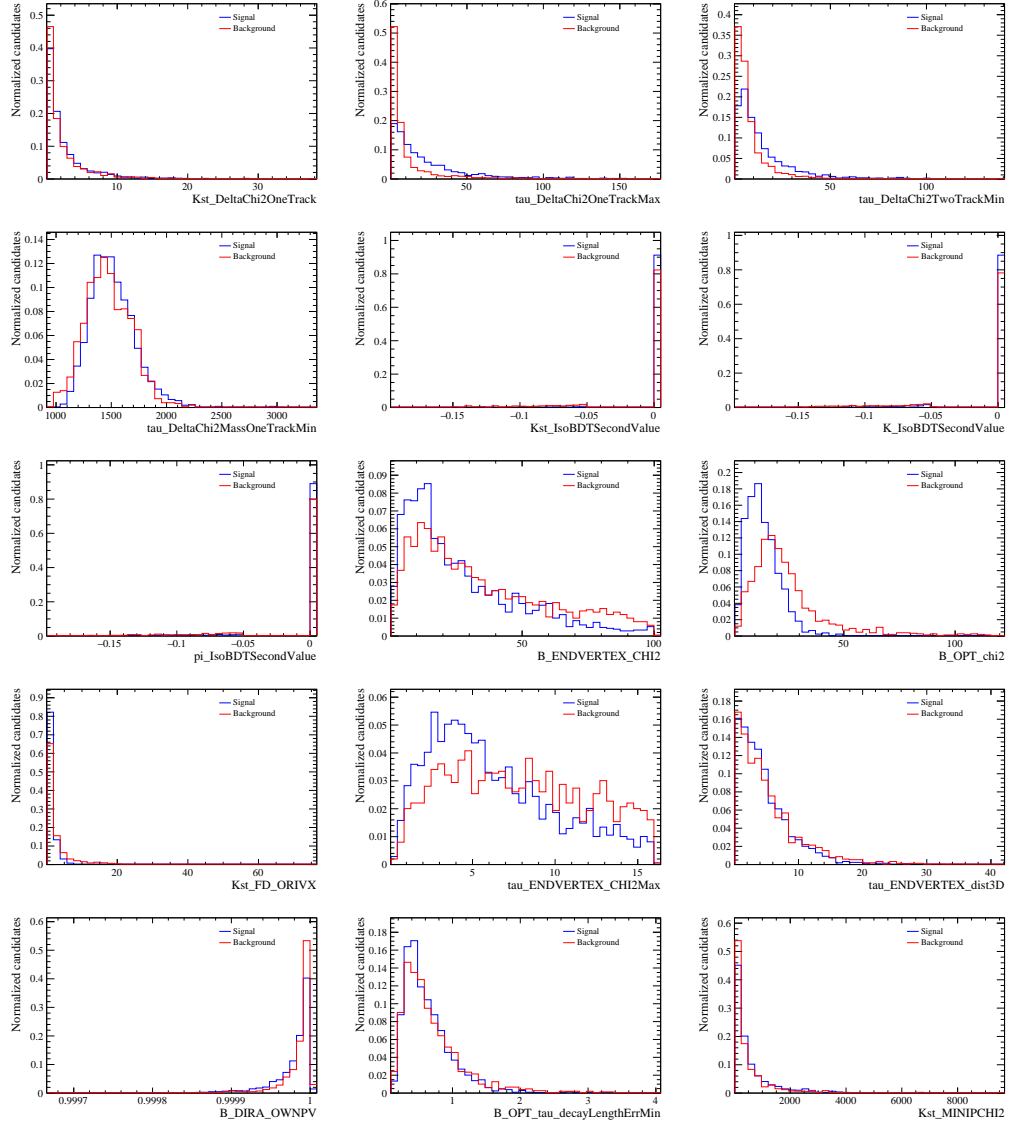 Normalized candidates
0.5
0.4
0.3
0.2
0.1
0
10 20 30
Kst_DeltaChi2OneTrack
Signal
Background
Normalized candidates
0.6
0.5
0.4
0.3
0.2
0.1
0
50 100 150
tau_DeltaChi2OneTrackMax
Signal
Background
Normalized candidates
0.4
0.35
0.3
0.25
0.2
0.15
0.1
0.05
0
50 100
tau_DeltaChi2TwoTrackMin
Signal
Background
Normalized candidates
0.14
0.12
0.1
0.08
0.06
0.04
0.02
0
1000 1500 2000 2500 3000
tau_DeltaChi2MassOneTrackMin
Signal
Background
Normalized candidates
1
0.8
0.6
0.4
0.2
0
−0.15 −0.1 −0.05 0
Kst_IsoBDTSecondValue
Signal
Background
Normalized candidates
1
0.8
0.6
0.4
0.2
0
−0.15 −0.1 −0.05 0
K_IsoBDTSecondValue
Signal
Background
Normalized candidates
1
0.8
0.6
0.4
0.2
0
−0.15 −0.1 −0.05 0
pi_IsoBDTSecondValue
Signal
Background
Normalized candidates
0.09
0.08
0.07
0.06
0.05
0.04
0.03
0.02
0.01
0
50 100
B_ENDVERTEX_CHI2
Signal
Background
Normalized candidates
0.2
0.18
0.16
0.14
0.12
0.1
0.08
0.06
0.04
0.02
0
50 100
B_OPT_chi2
Signal
Background
Normalized candidates
0.9
0.8
0.7
0.6
0.5
0.4
0.3
0.2
0.1
0
20 40 60
Kst_FD_ORIVX
Signal
Background
Normalized candidates
0.06
0.05
0.04
0.03
0.02
0.01
0
5 10 15
tau_ENDVERTEX_CHI2Max
Signal
Background
Normalized candidates
0.18
0.16
0.14
0.12
0.1
0.08
0.06
0.04
0.02
0
10 20 30 40
tau_ENDVERTEX_dist3D
Signal
Background
Normalized candidates
0.6
0.5
0.4
0.3
0.2
0.1
0
0.9997 0.9998 0.9999 1
B_DIRA_OWNPV
Signal
Background
Normalized candidates
0.18
0.16
0.14
0.12
0.1
0.08
0.06
0.04
0.02
0
1 2 3 4
B_OPT_tau_decayLengthErrMin
Signal
Background
Normalized candidates
0.6
0.5
0.4
0.3
0.2
0.1
0
2000 4000 6000 8000
Kst_MINIPCHI2
Signal
Background